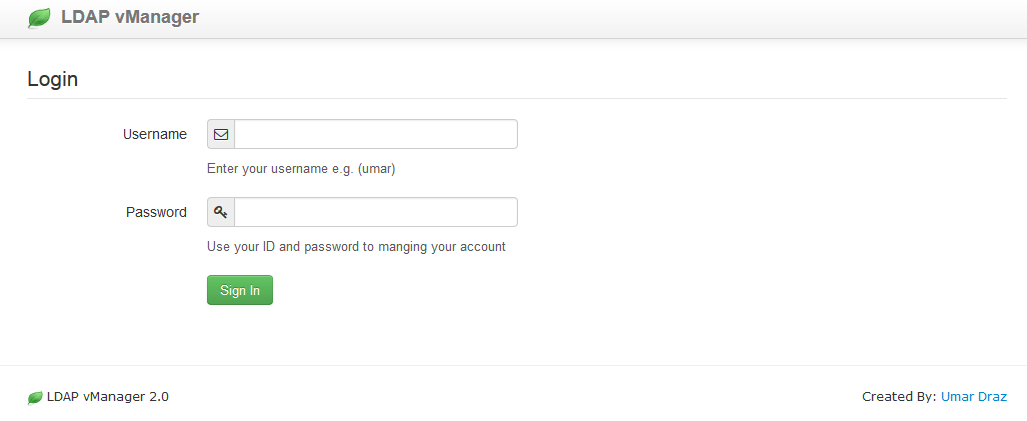 LDAP vManager
Login
Username
Enter your username e.g. (umar)
Password
Use your ID and password to manging your account
Sign In
LDAP vManager 2.0
Created By: Umar Draz